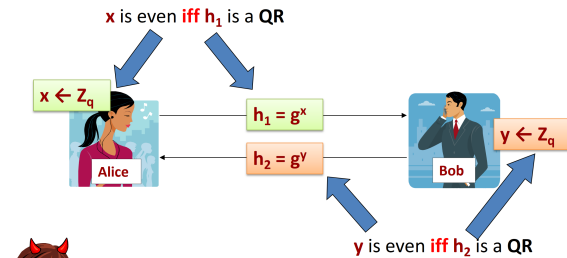 x is even iff h₁ is a QR
x ← Zq
h₁ = gˣ
y ← Zq
h₂ = gʸ
Alice
Bob
y is even iff h₂ is a QR